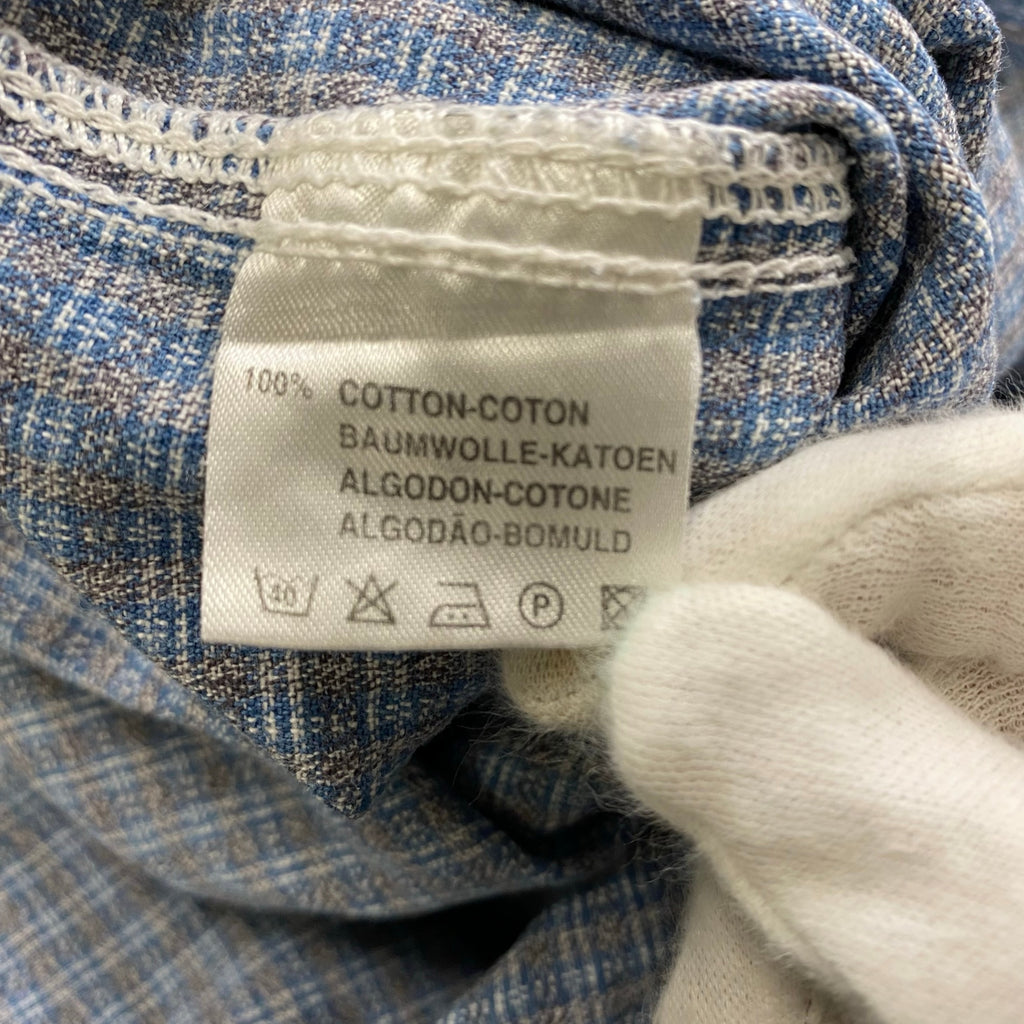 100% COTTON-COTON
BAUMWOLLE-KATOEN
ALGODON-COTONE
ALGODÃO-BOMULD
40 P